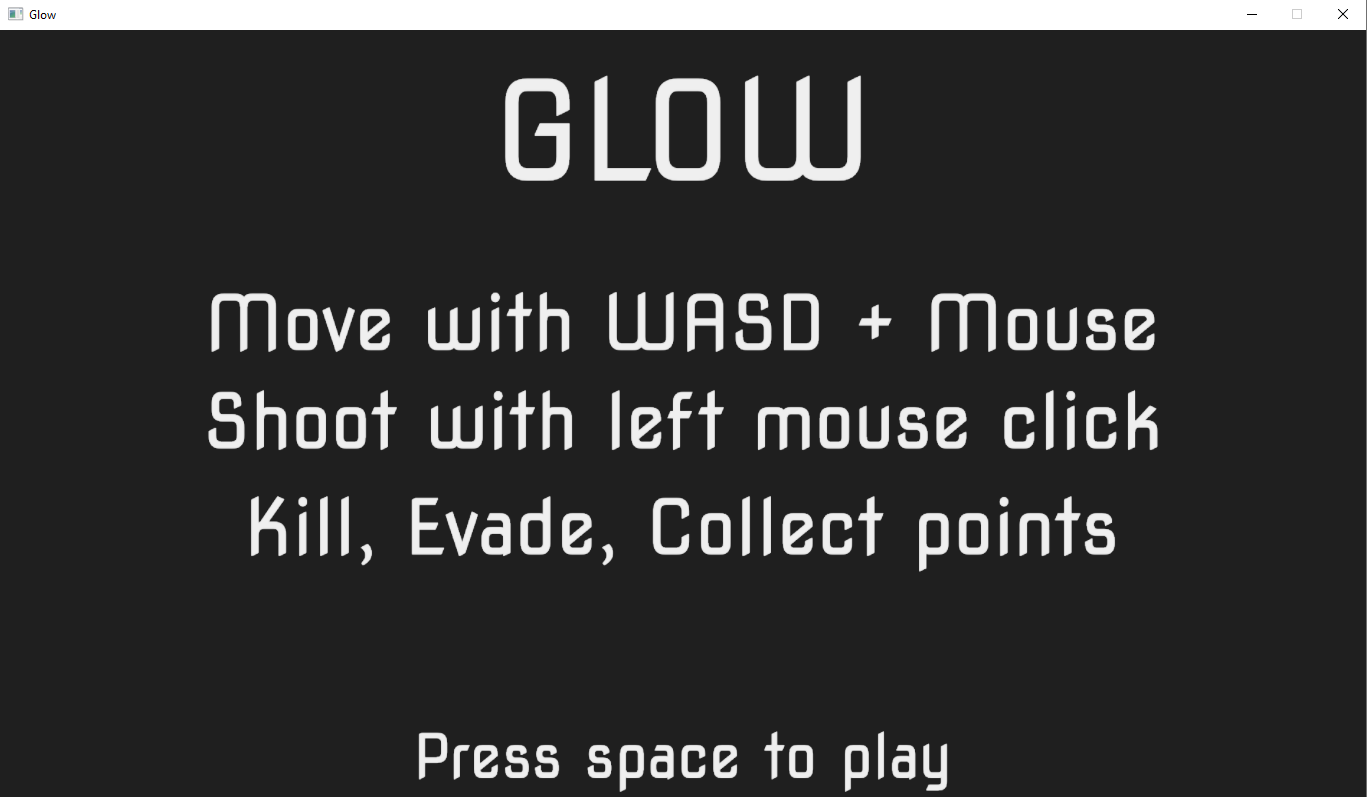 Glow
GLOW
Move with WASD + Mouse
Shoot with left mouse click
Kill, Evade, Collect points
Press space to play